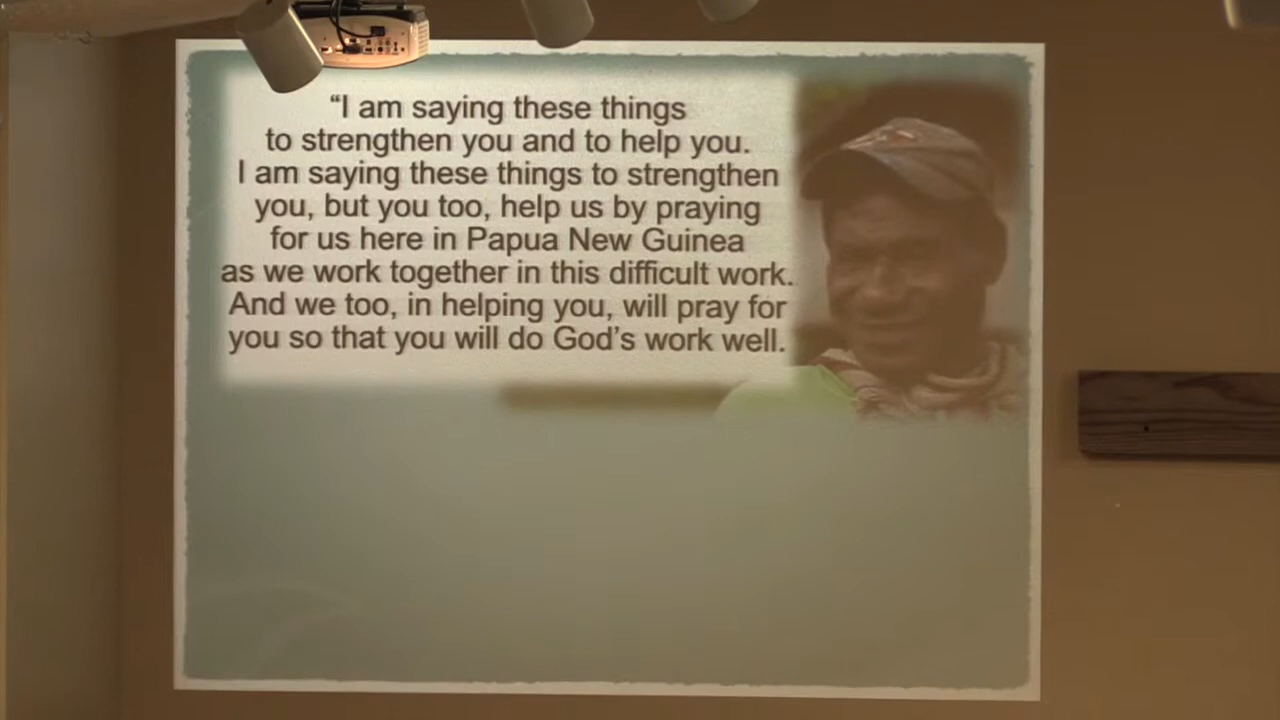 “I am saying these things
to strengthen you and to help you.
I am saying these things to strengthen
you, but you too, help us by praying
for us here in Papua New Guinea
as we work together in this difficult work.
And we too, in helping you, will pray for
you so that you will do God’s work well.